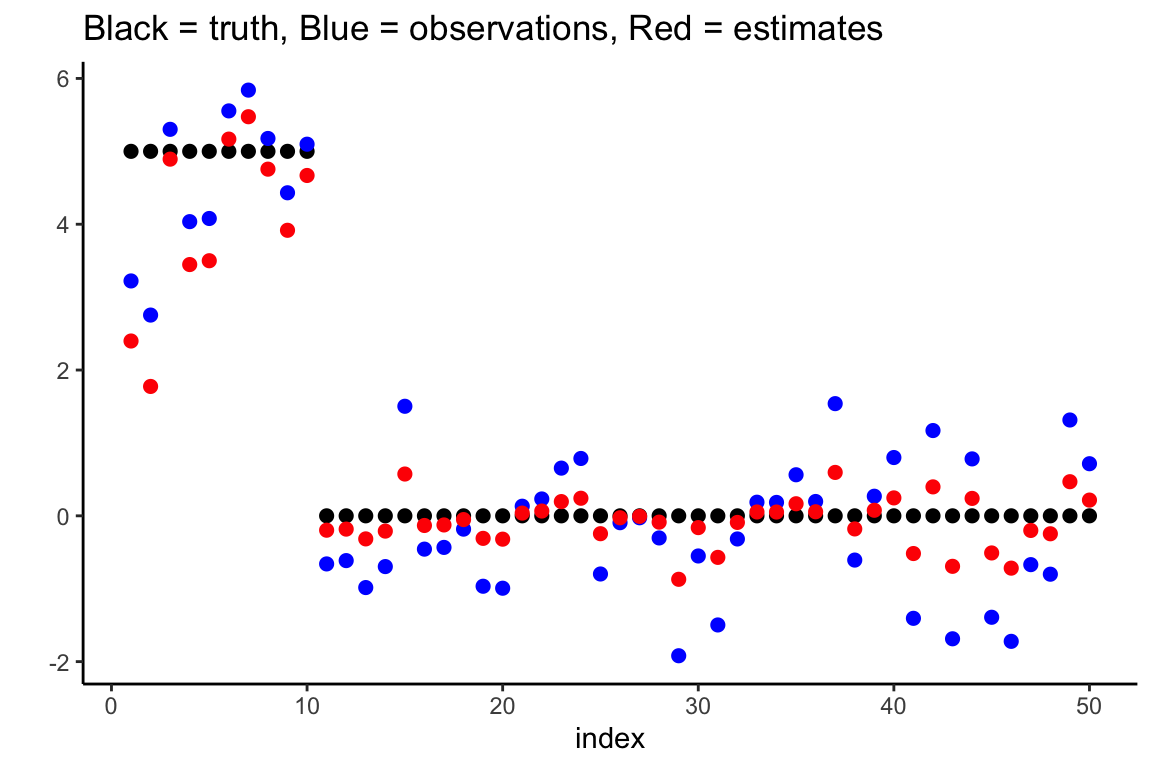 Black = truth, Blue = observations, Red = estimates
6
4
2
0
-2
0 10 20 30 40 50
index